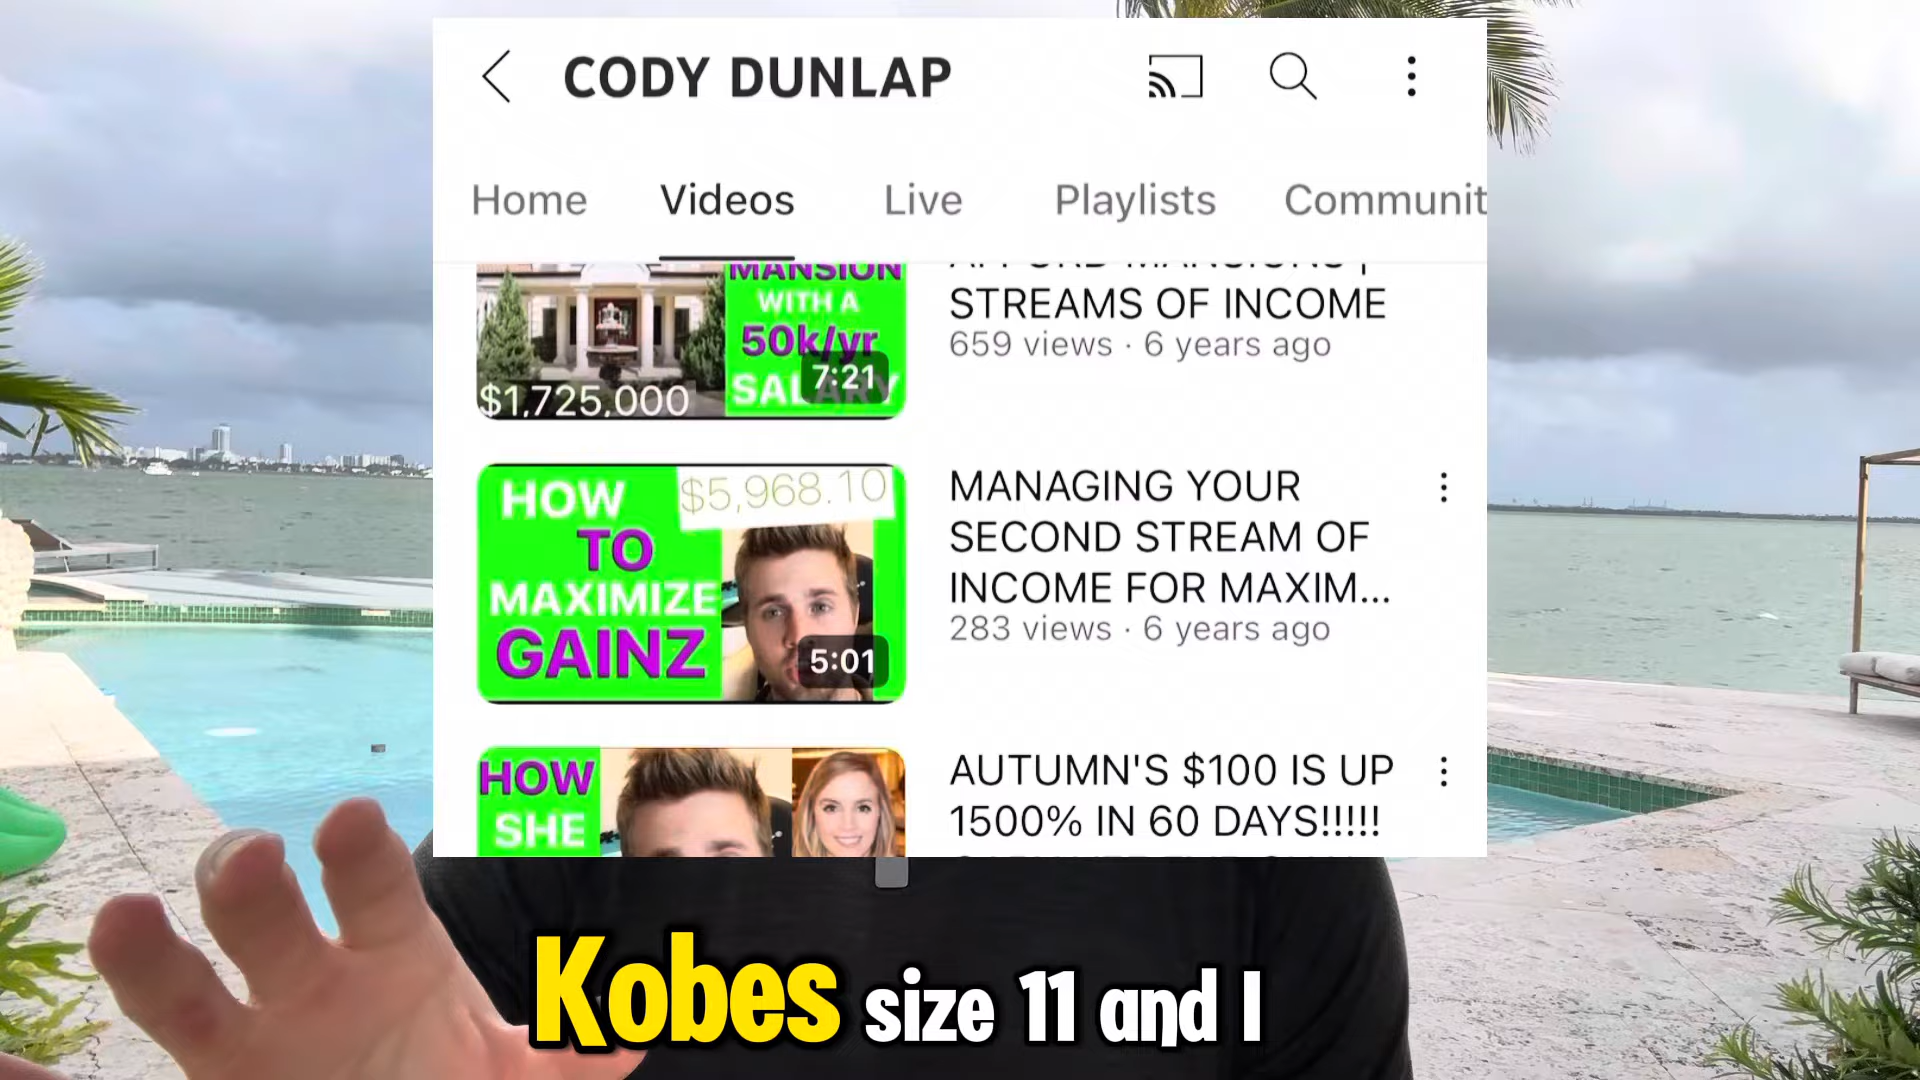 CODY DUNLAP
Home Videos Live Playlists Communit
MANSION
WITH A
50k/yr
SALARY
7:21
$1,725,000
STREAMS OF INCOME
659 views · 6 years ago
HOW
TO
MAXIMIZE
GAINZ
$5,968.10
5:01
MANAGING YOUR
SECOND STREAM OF
INCOME FOR MAXIM...
283 views · 6 years ago
HOW
SHE
AUTUMN'S $100 IS UP
1500% IN 60 DAYS!!!!!
Kobes size 11 and I